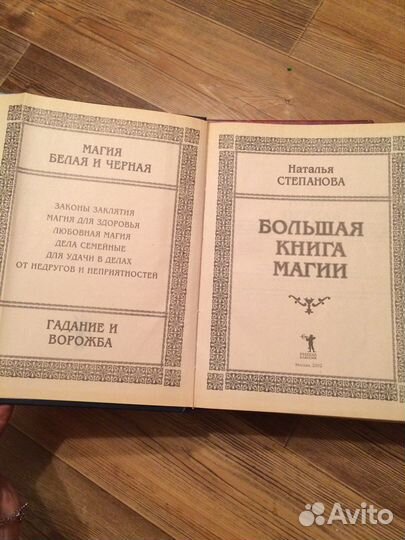 МАГИЯ
БЕЛАЯ И ЧЕРНАЯ
ЗАКОНЫ ЗАКЛЯТИЯ
МАГИЯ ДЛЯ ЗДОРОВЬЯ
ЛЮБОВНАЯ МАГИЯ
ДЕЛА СЕМЕЙНЫЕ
ДЛЯ УДАЧИ В ДЕЛАХ
ОТ НЕДРУГОВ И НЕПРИЯТНОСТЕЙ
ГАДАНИЕ И
ВОРОЖБА
Наталья
СТЕПАНОВА
БОЛЬШАЯ
КНИГА
МАГИИ
Москва
Avito